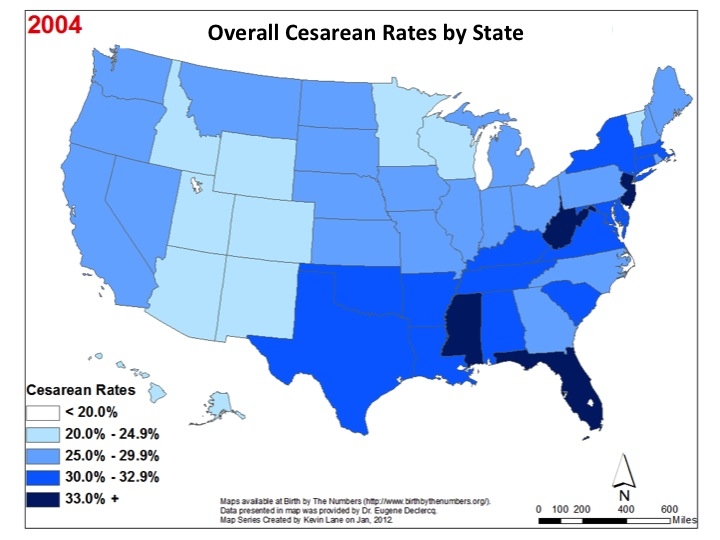 2004
Overall Cesarean Rates by State
Cesarean Rates
< 20.0%
20.0% - 24.9%
25.0% - 29.9%
30.0% - 32.9%
33.0% +
Maps available at Birth by The Numbers (http://www.birthbythenumbers.org/).
Data presented in map was provided by Dr. Eugene Declercq.
Map Series Created by Kevin Lane on Jan, 2012.
N
0 100 200 400 600
Miles